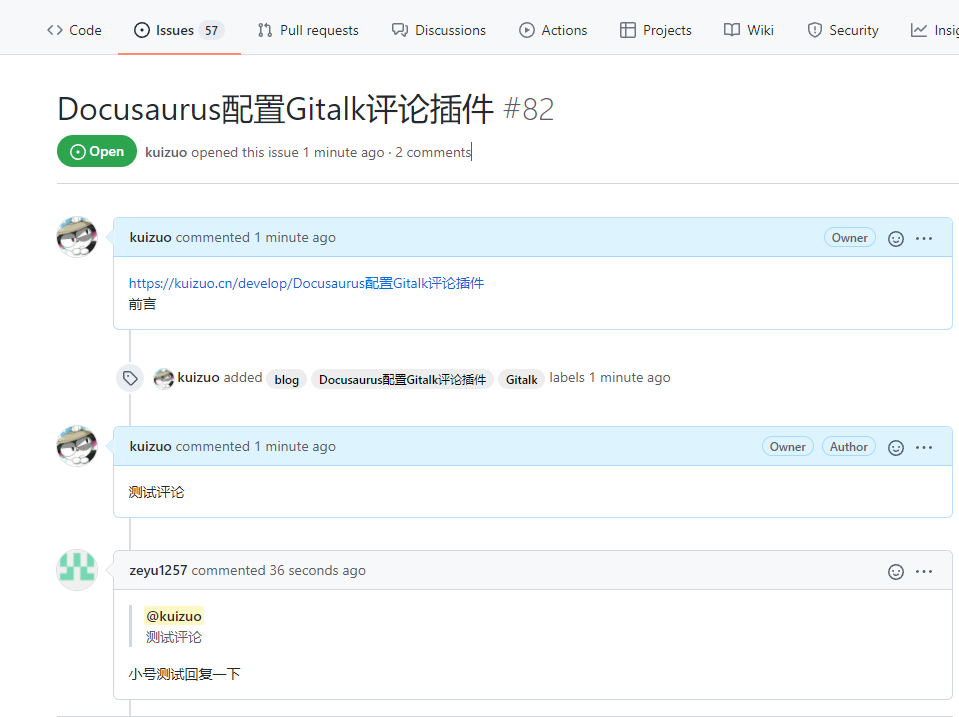 Code Issues 57 Pull requests Discussions Actions Projects Wiki Security Insig
Docusaurus配置Gitalk评论插件 #82
Open kuizuo opened this issue 1 minute ago · 2 comments
kuizuo commented 1 minute ago Owner
https://kuizuo.cn/develop/Docusaurus配置Gitalk评论插件
前言
kuizuo added blog Docusaurus配置Gitalk评论插件 Gitalk labels 1 minute ago
kuizuo commented 1 minute ago Owner Author
测试评论
zeyu1257 commented 36 seconds ago
@kuizuo
测试评论
小号测试回复一下